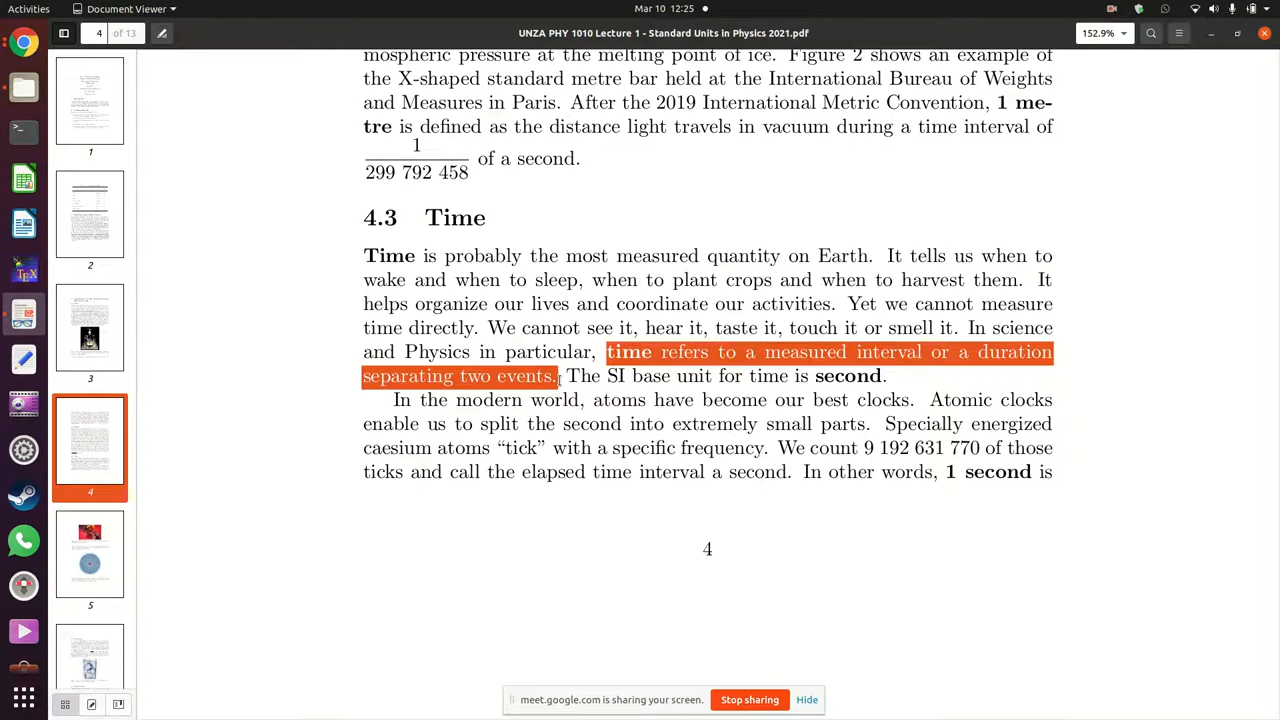 Activities
Document Viewer
Mar 10 12:25
4
of 13
UNZA PHY 1010 Lecture 1 - Standard Units in Physics 2021.pdf
152.9%
1
2
3
4
5
mospheric pressure at the melting point of ice. Figure 2 shows an example of
the X-shaped standard metre bar held at the International Bureau of Weights
and Measures in Paris. After the 2019 International Metre Convention, 1 me-
tre is defined as the distance light travels in vacuum during a time interval of
1
299 792 458
of a second.
4.3 Time
Time is probably the most measured quantity on Earth. It tells us when to
wake and when to sleep, when to plant crops and when to harvest them. It
helps organize our lives and coordinate our activities. Yet we cannot measure
time directly. We cannot see it, hear it, taste it, touch it or smell it. In science
and Physics in particular, time refers to a measured interval or a duration
separating two events. The SI base unit for time is second.
In the modern world, atoms have become our best clocks. Atomic clocks
enable us to split the second into extremely small parts. Specially energized
caesium atoms “tick” with a specific frequency. We count 9 192 631 770 of those
ticks and call the elapsed time interval a second. In other words, 1 second is
4
meet.google.com is sharing your screen.
Stop sharing
Hide